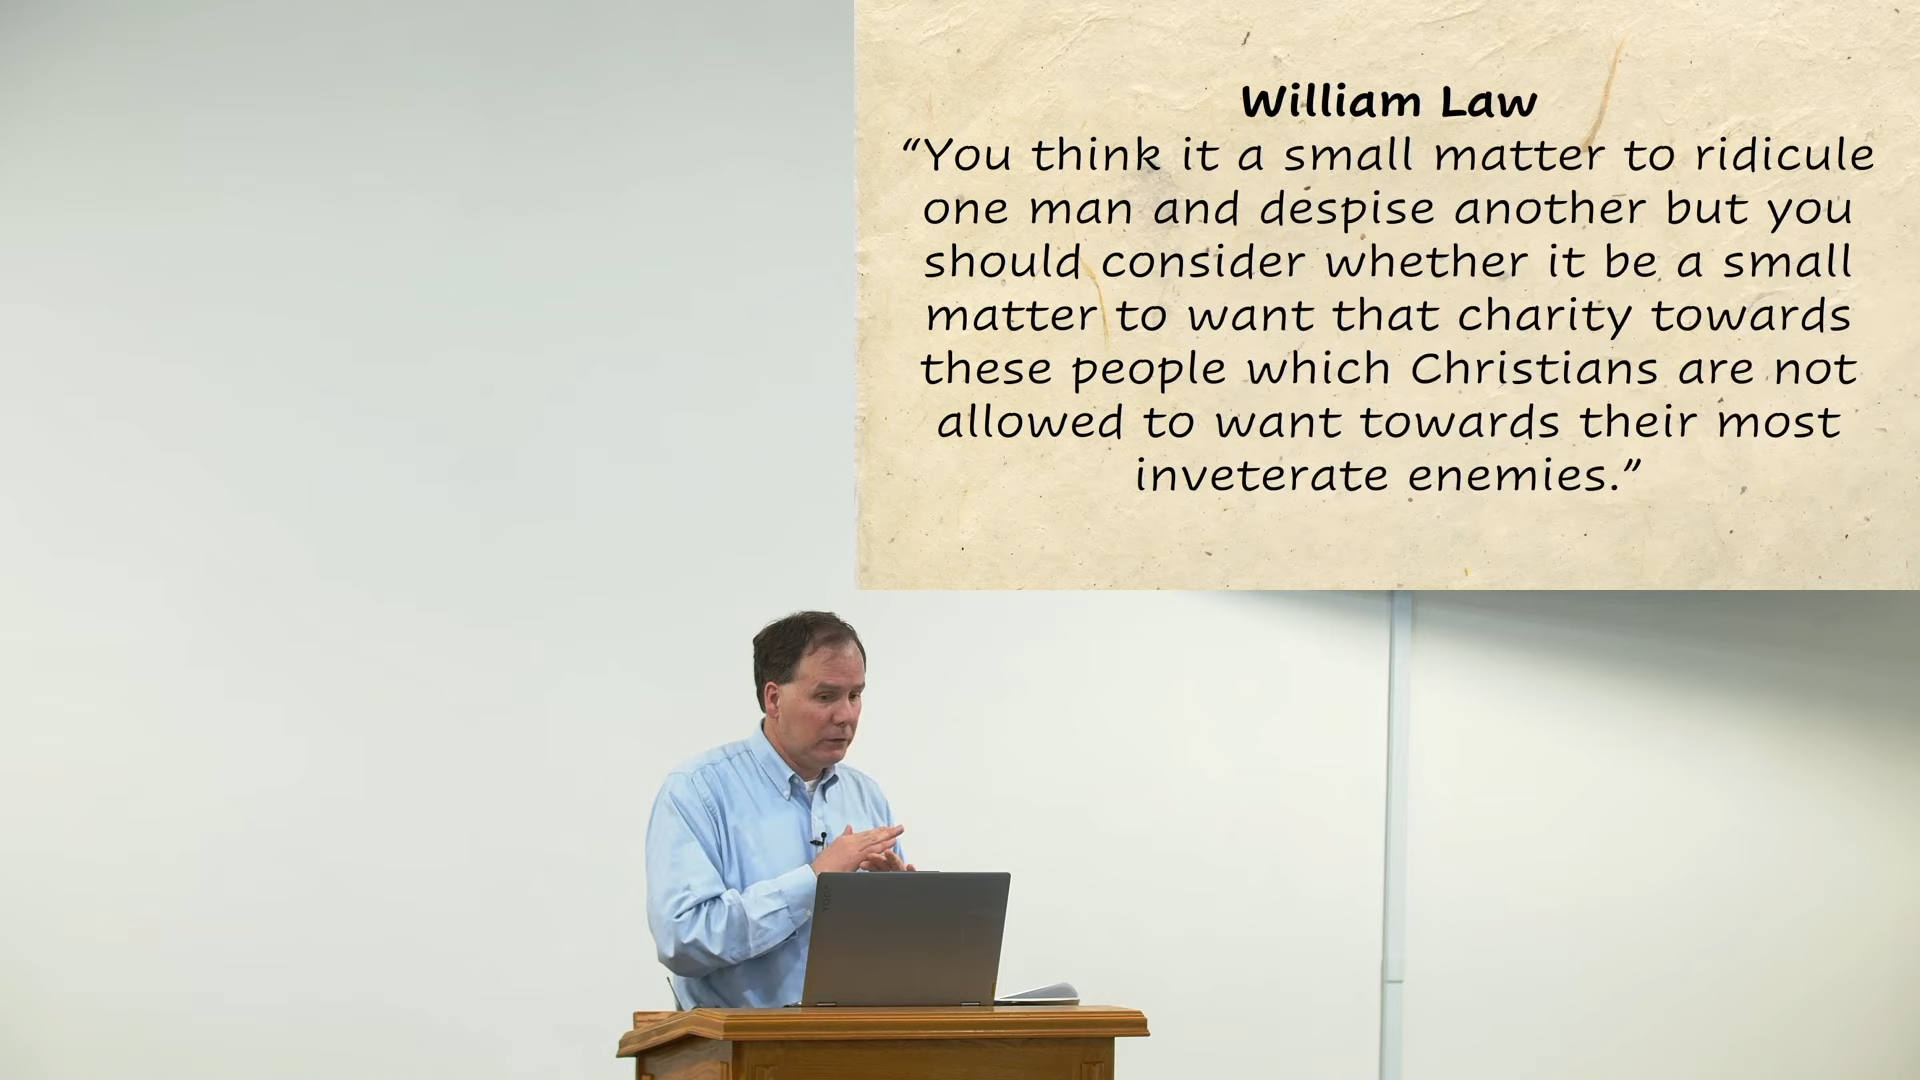 William Law
“You think it a small matter to ridicule
one man and despise another but you
should consider whether it be a small
matter to want that charity towards
these people which Christians are not
allowed to want towards their most
inveterate enemies.”
YOGA